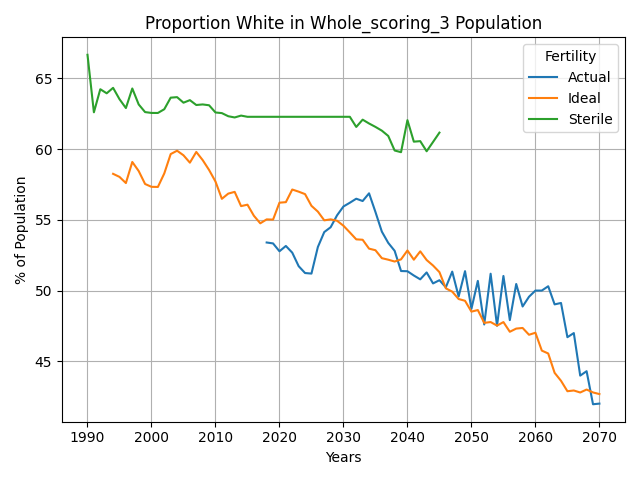 Proportion White in Whole_scoring_3 Population
Fertility
Actual
Ideal
Sterile
% of Population
65
60
55
50
45
1990
2000
2010
2020
2030
2040
2050
2060
2070
Years